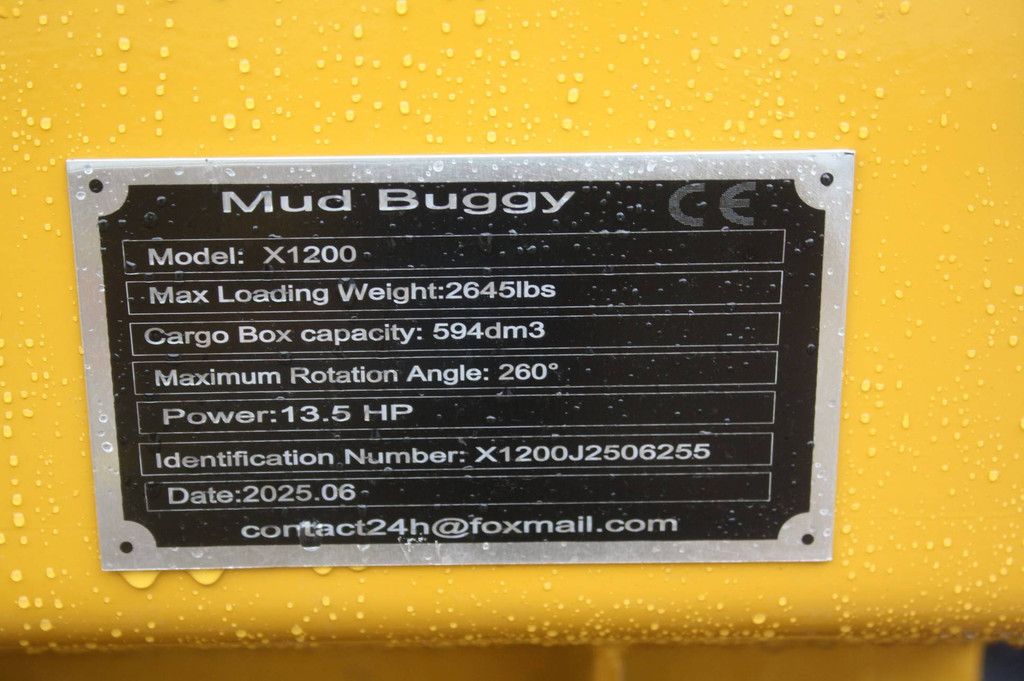 Mud Buggy CE
Model: X1200
Max Loading Weight:2645lbs
Cargo Box capacity: 594dm3
Maximum Rotation Angle: 260°
Power:13.5 HP
Identification Number: X1200J2506255
Date:2025.06
contact24h@foxmail.com